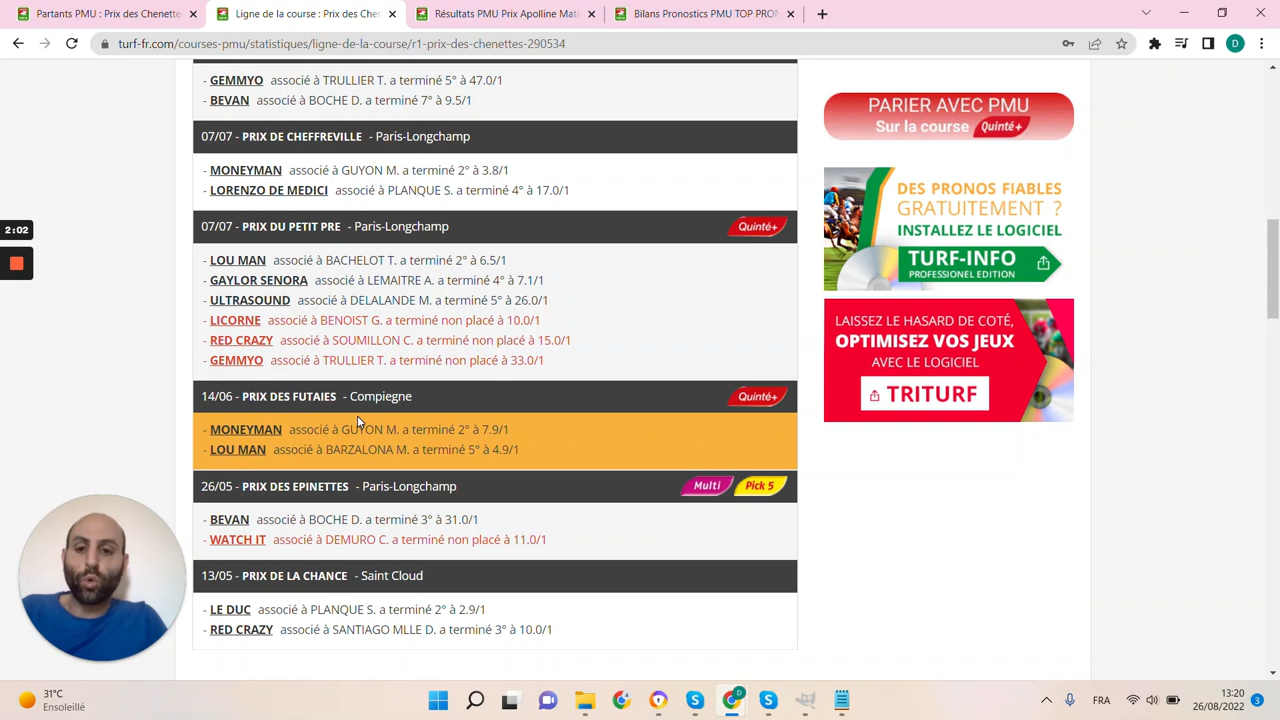 Partants PMU : Prix des Chenette
Ligne de la course : Prix des Che
Résultats PMU Prix Apolline Mat
Bilans Pronostics PMU TOP PRO
turf-fr.com/courses-pmu/statistiques/ligne-de-la-course/r1-prix-des-chenettes-290534
- GEMMYO associé à TRULLIER T. a terminé 5° à 47.0/1
- BEVAN associé à BOCHE D. a terminé 7° à 9.5/1
07/07 - PRIX DE CHEFFREVILLE - Paris-Longchamp
- MONEYMAN associé à GUYON M. a terminé 2° à 3.8/1
- LORENZO DE MEDICI associé à PLANQUE S. a terminé 4° à 17.0/1
07/07 - PRIX DU PETIT PRE - Paris-Longchamp Quinté+
- LOU MAN associé à BACHELOT T. a terminé 2° à 6.5/1
- GAYLOR SENORA associé à LEMAITRE A. a terminé 4° à 7.1/1
- ULTRASOUND associé à DELALANDE M. a terminé 5° à 26.0/1
- LICORNE associé à BENOIST G. a terminé non placé à 10.0/1
- RED CRAZY associé à SOUMILLON C. a terminé non placé à 15.0/1
- GEMMYO associé à TRULLIER T. a terminé non placé à 33.0/1
14/06 - PRIX DES FUTAIES - Compiegne Quinté+
- MONEYMAN associé à GUYON M. a terminé 2° à 7.9/1
- LOU MAN associé à BARZALONA M. a terminé 5° à 4.9/1
26/05 - PRIX DES EPINETTES - Paris-Longchamp Multi Pick 5
- BEVAN associé à BOCHE D. a terminé 3° à 31.0/1
- WATCH IT associé à DEMURO C. a terminé non placé à 11.0/1
13/05 - PRIX DE LA CHANCE - Saint Cloud
- LE DUC associé à PLANQUE S. a terminé 2° à 2.9/1
- RED CRAZY associé à SANTIAGO MLLE D. a terminé 3° à 10.0/1
PARIER AVEC PMU
Sur la course Quinté+
DES PRONOS FIABLES
GRATUITEMENT ?
INSTALLEZ LE LOGICIEL
TURF-INFO
PROFESSIONEL EDITION
LAISSEZ LE HASARD DE COTÉ,
OPTIMISEZ VOS JEUX
AVEC LE LOGICIEL
TRITURF
2:02
D
31°C
Ensoleillé
D
FRA
13:20
26/08/2022
3